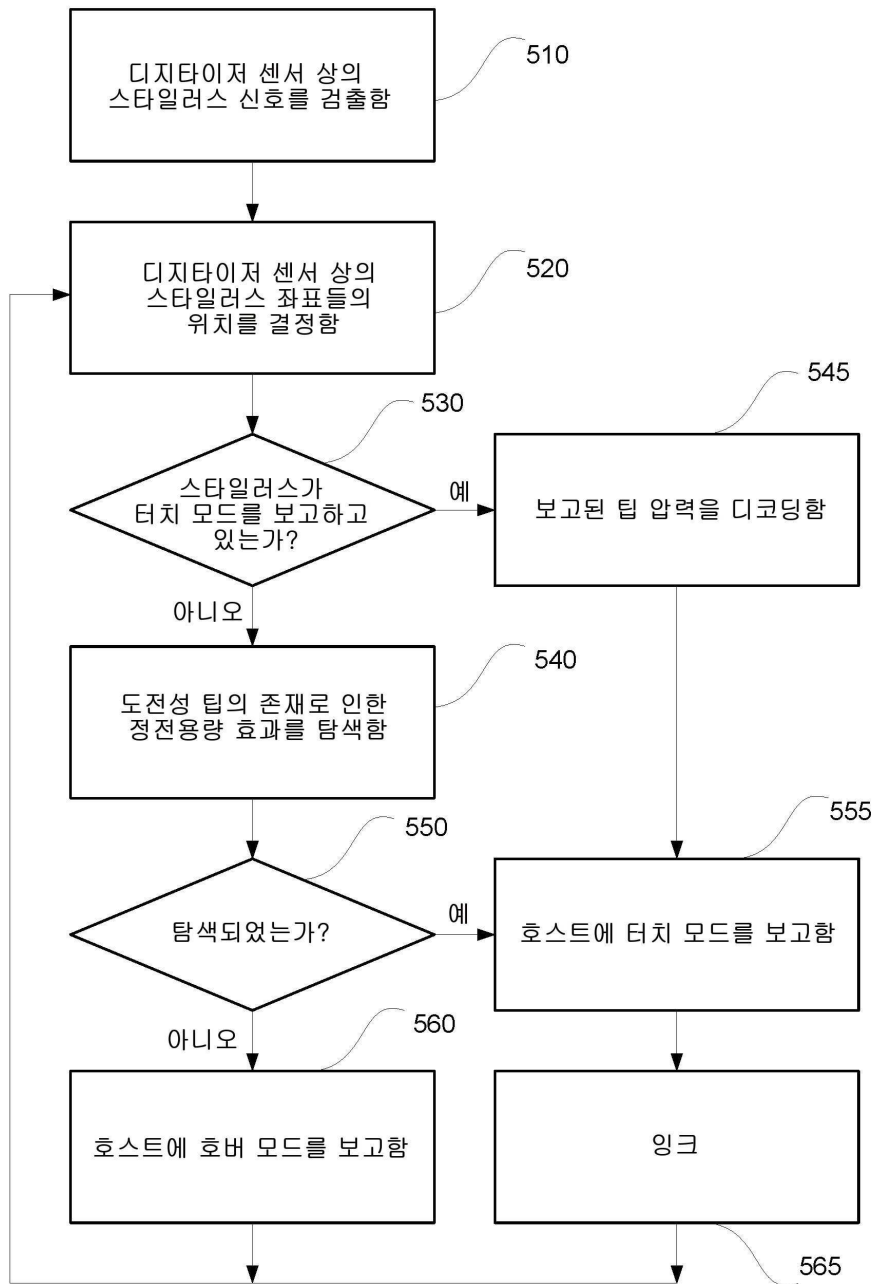 디지타이저 센서 상의
스타일러스 신호를 검출함
510
디지타이저 센서 상의
스타일러스 좌표들의
위치를 결정함
520
530
스타일러스가
터치 모드를 보고하고
있는가?
예
545
보고된 팁 압력을 디코딩함
아니오
540
도전성 팁의 존재로 인한
정전용량 효과를 탐색함
550
탐색되었는가?
예
555
호스트에 터치 모드를 보고함
아니오
560
호스트에 호버 모드를 보고함
잉크
565